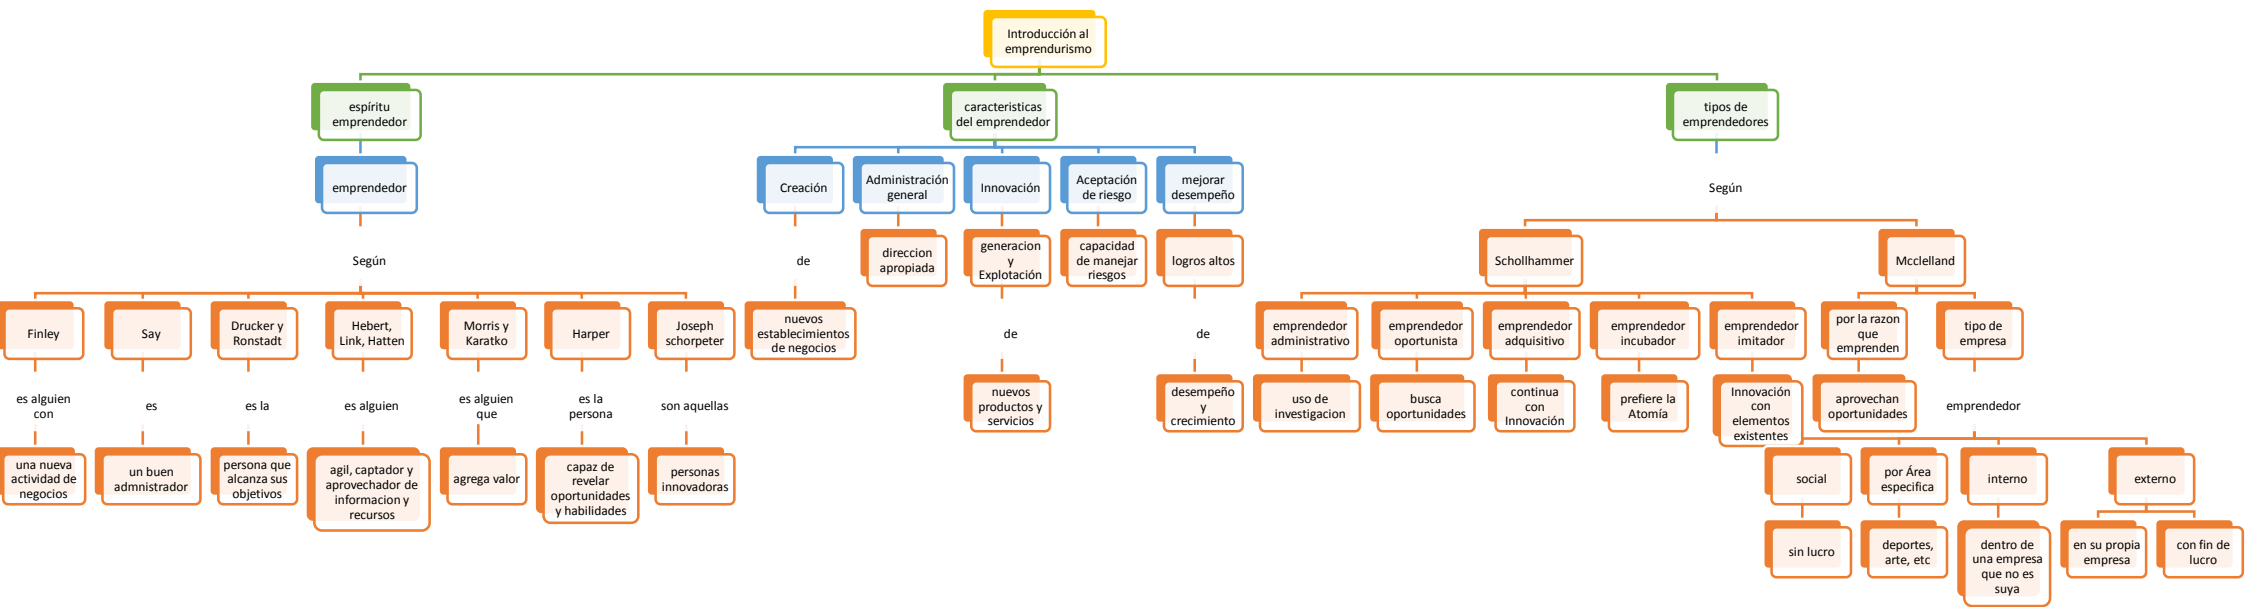 Introducción al
emprendurismo
espíritu
emprendedor
caracteristicas
del emprendedor
tipos de
emprendedores
emprendedor
Creación
Administración
general
Innovación
Aceptación
de riesgo
mejorar
desempeño
Según
Según
de
direccion
apropiada
generacion
y
Explotación
capacidad
de manejar
riesgos
logros altos
Schollhammer
Mcclelland
Finley
Say
Drucker y
Ronstadt
Hebert,
Link, Hatten
Morris y
Karatko
Harper
Joseph
schorpeter
nuevos
establecimientos
de negocios
de
de
emprendedor
administrativo
emprendedor
oportunista
emprendedor
adquisitivo
emprendedor
incubador
emprendedor
imitador
por la razon
que
emprenden
tipo de
empresa
es alguien
con
es
es la
es alguien
es alguien
que
es la
persona
son aquellas
nuevos
productos y
servicios
desempeño
y
crecimiento
uso de
investigacion
busca
oportunidades
continua
con
Innovación
prefiere la
Atomía
Innovación
con
elementos
existentes
aprovechan
oportunidades
emprendedor
una nueva
actividad de
negocios
un buen
admnistrador
persona que
alcanza sus
objetivos
agil, captador y
aprovechador de
informacion y
recursos
agrega valor
capaz de
revelar
oportunidades
y habilidades
personas
innovadoras
social
por Área
especifica
interno
externo
sin lucro
deportes,
arte, etc
dentro de
una empresa
que no es
suya
en su propia
empresa
con fin de
lucro